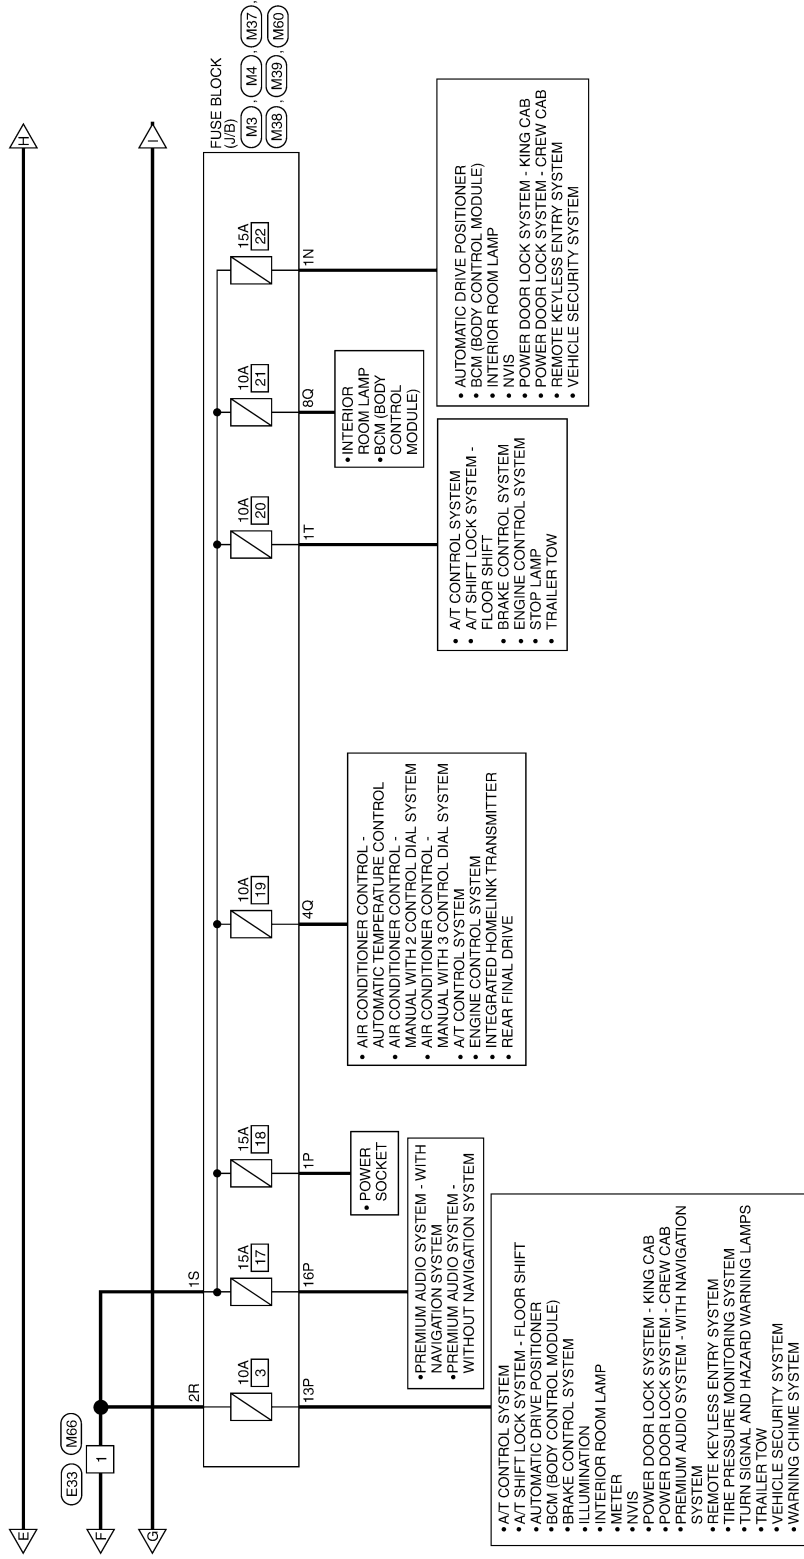 E
H
E33
M66
F
1
G
I
FUSE BLOCK
(J/B)
M3 , M4 , M37 ,
M38 , M39 , M60
2R
1S
10A
3
15A
17
15A
18
10A
19
10A
20
10A
21
15A
22
13P
16P
1P
4Q
1T
8Q
1N
• A/T CONTROL SYSTEM
• A/T SHIFT LOCK SYSTEM - FLOOR SHIFT
• AUTOMATIC DRIVE POSITIONER
• BCM (BODY CONTROL MODULE)
• BRAKE CONTROL SYSTEM
• ILLUMINATION
• INTERIOR ROOM LAMP
• METER
• NVIS
• POWER DOOR LOCK SYSTEM - KING CAB
• POWER DOOR LOCK SYSTEM - CREW CAB
• PREMIUM AUDIO SYSTEM - WITH NAVIGATION
SYSTEM
• REMOTE KEYLESS ENTRY SYSTEM
• TIRE PRESSURE MONITORING SYSTEM
• TURN SIGNAL AND HAZARD WARNING LAMPS
• TRAILER TOW
• VEHICLE SECURITY SYSTEM
• WARNING CHIME SYSTEM
• PREMIUM AUDIO SYSTEM - WITH
NAVIGATION SYSTEM
• PREMIUM AUDIO SYSTEM -
WITHOUT NAVIGATION SYSTEM
• POWER
SOCKET
• AIR CONDITIONER CONTROL -
AUTOMATIC TEMPERATURE CONTROL
• AIR CONDITIONER CONTROL -
MANUAL WITH 2 CONTROL DIAL SYSTEM
• AIR CONDITIONER CONTROL -
MANUAL WITH 3 CONTROL DIAL SYSTEM
• A/T CONTROL SYSTEM
• ENGINE CONTROL SYSTEM
• INTEGRATED HOMELINK TRANSMITTER
• REAR FINAL DRIVE
• A/T CONTROL SYSTEM
• A/T SHIFT LOCK SYSTEM -
FLOOR SHIFT
• BRAKE CONTROL SYSTEM
• ENGINE CONTROL SYSTEM
• STOP LAMP
• TRAILER TOW
• INTERIOR
ROOM LAMP
• BCM (BODY
CONTROL
MODULE)
• AUTOMATIC DRIVE POSITIONER
• BCM (BODY CONTROL MODULE)
• INTERIOR ROOM LAMP
• NVIS
• POWER DOOR LOCK SYSTEM - KING CAB
• POWER DOOR LOCK SYSTEM - CREW CAB
• REMOTE KEYLESS ENTRY SYSTEM
• VEHICLE SECURITY SYSTEM